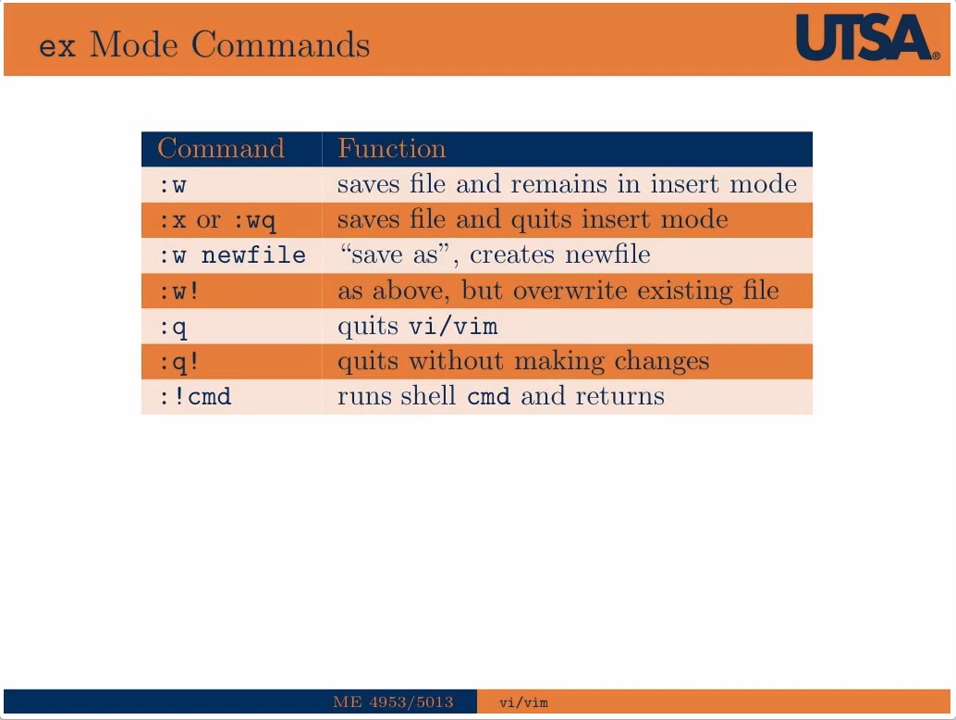 ex Mode Commands
UTSA®
Command Function
:w saves file and remains in insert mode
:x or :wq saves file and quits insert mode
:w newfile “save as”, creates newfile
:w! as above, but overwrite existing file
:q quits vi/vim
:q! quits without making changes
:!cmd runs shell cmd and returns
ME 4953/5013 vi/vim